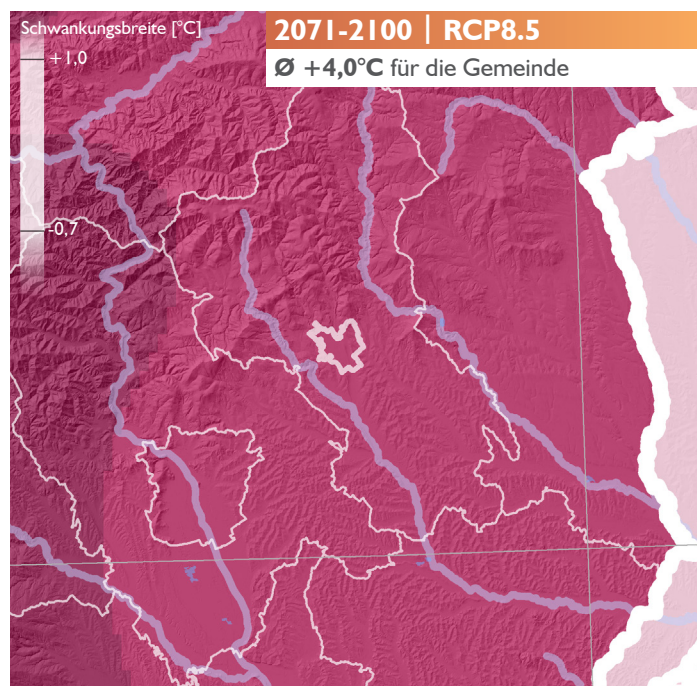 Schwankungsbreite [°C]
+1,0
-0,7
2071-2100 | RCP8.5
Ø +4,0°C für die Gemeinde